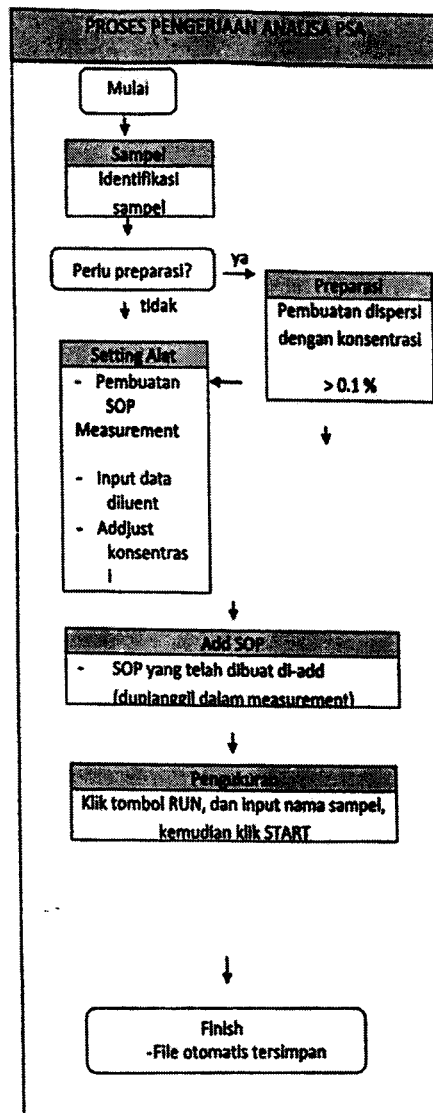 PROSES PENGERJAAN ANALISA PSA
Mulai
Sampel
Identifikasi
sampel
Perlu preparasi?
ya
tidak
Preparasi
Pembuatan dispersi
dengan konsentrasi
> 0.1 %
Setting Alat
- Pembuatan
SOP
Measurement
- Input data
diluent
- Addjust
konsentras
i
Add SOP
- SOP yang telah dibuat di-add
(dupianggil dalam measurement)
Pengukuran
Klik tombol RUN, dan input nama sampel,
kemudian klik START
Finish
-File otomatis tersimpan